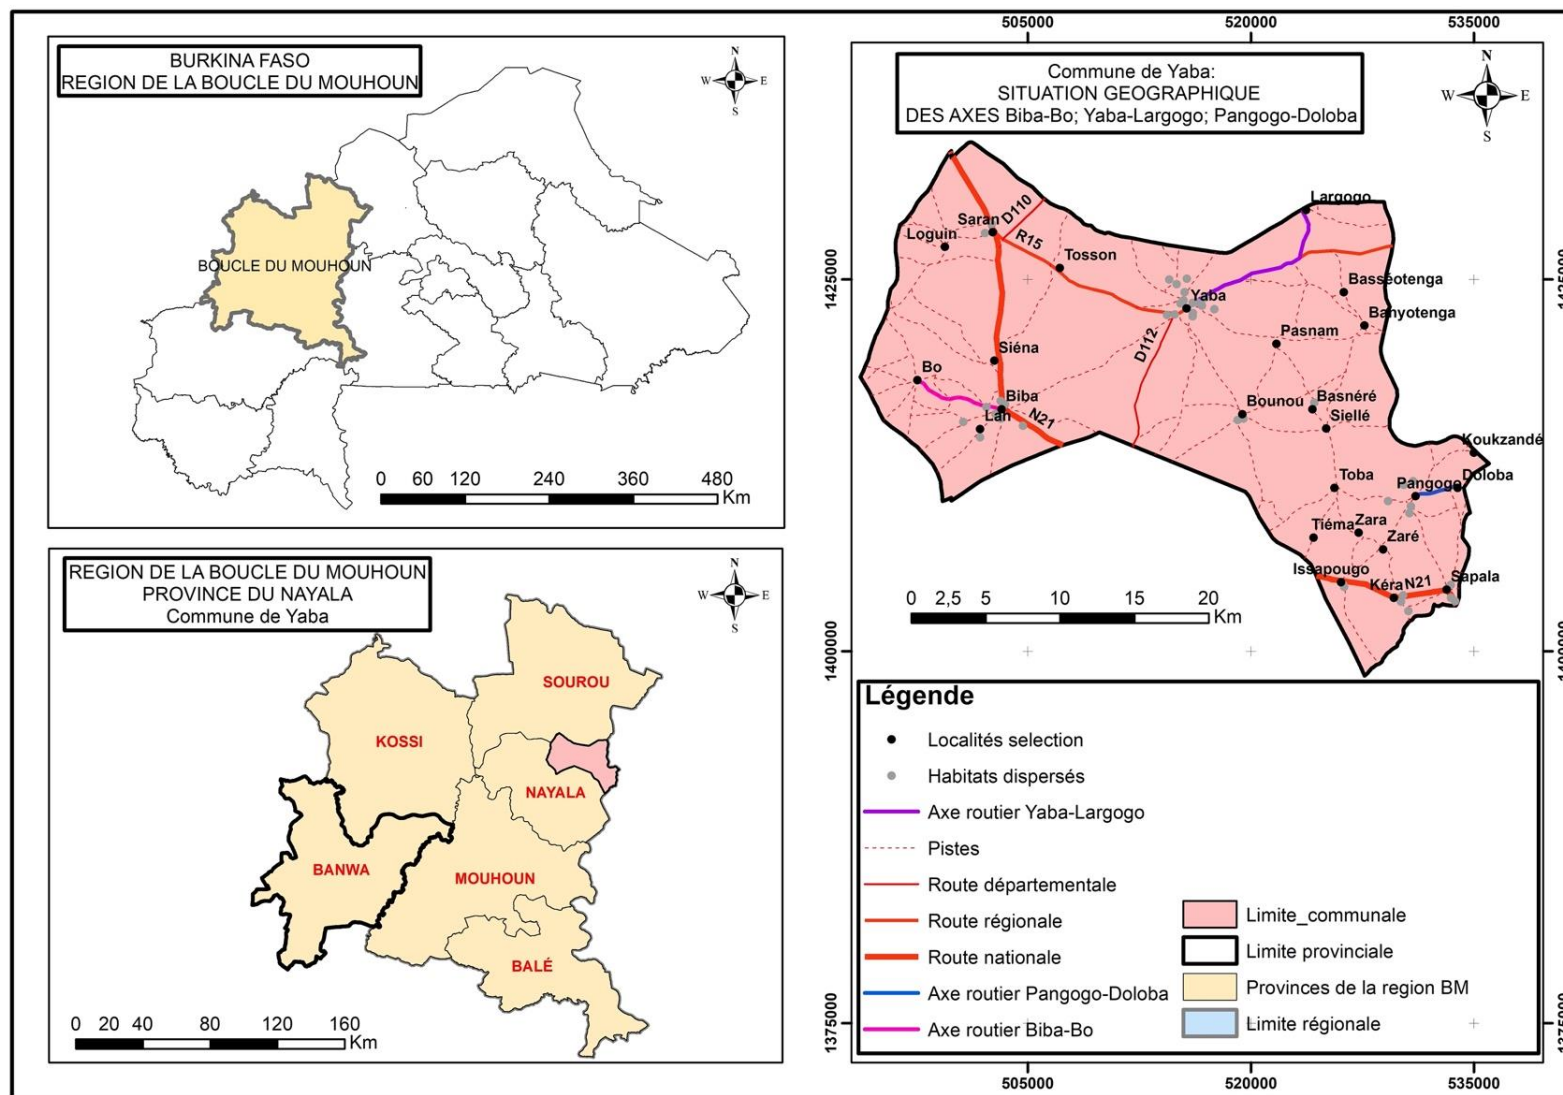 BURKINA FASO
REGION DE LA BOUCLE DU MOUHOUN
N
W E
S
BOUCLE DU MOUHOUN
0 60 120 240 360 480
Km
REGION DE LA BOUCLE DU MOUHOUN
PROVINCE DU NAYALA
Commune de Yaba
N
W E
S
SOUROU
KOSSI
NAYALA
BANWA
MOUHOUN
BALÉ
0 20 40 80 120 160
Km
505000 520000 535000
Commune de Yaba:
SITUATION GEOGRAPHIQUE
DES AXES Biba-Bo; Yaba-Largogo; Pangogo-Doloba
N
W E
S
Largogo
D110
Saran
R15
Loguin
Tosson
1425000
Basséotenga
Yaba
Banyotenga
Pasnam
D112
Siéna
Bo
Biba
Basnéré
Bounou
N21
Lan
Siellé
Koukzandé
Toba
Doloba
Pangogo
Tiéma
Zara
Zaré
Issapougo
Kéra
N21
Sapala
0 2,5 5 10 15 20
Km
1400000
Légende
Localités selection
Habitats dispersés
Axe routier Yaba-Largogo
Pistes
Route départementale
Route régionale
Route nationale
Axe routier Pangogo-Doloba
Axe routier Biba-Bo
Limite_communale
Limite provinciale
Provinces de la region BM
Limite régionale
1375000
505000 520000 535000